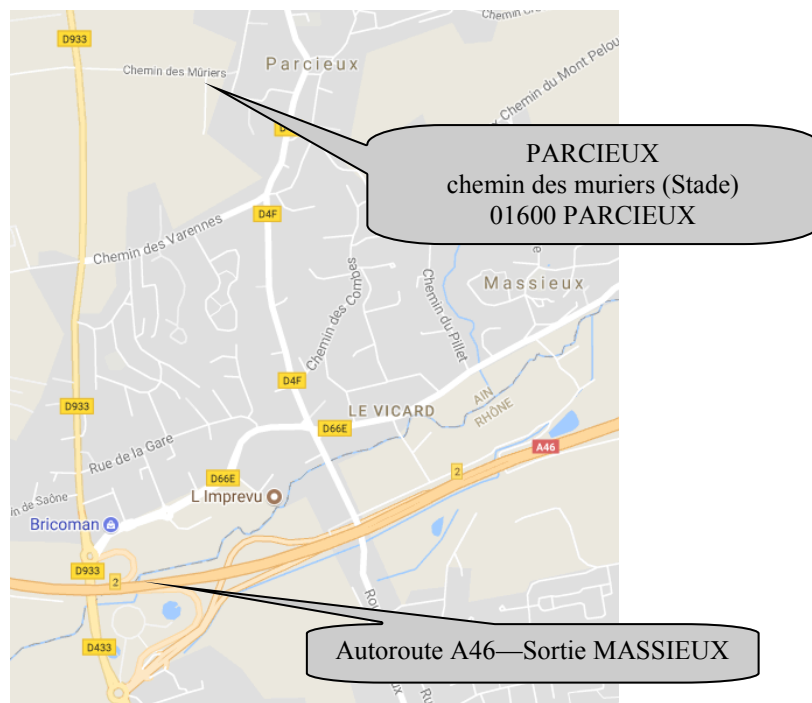 D933
Chemin des Mûriers
Parcieux
Chemin du Mont Pelou
PARCIEUX
chemin des muriers (Stade)
01600 PARCIEUX
D4F
Chemin des Varennes
Massieux
Chemin des Combes
Chemin du Pillet
D4F
D933
LE VICARD
AIN
RHÔNE
D66E
A46
Rue de la Gare
2
D66E
L Imprevu
in de Saône
Bricoman
D933
2
D433
Autoroute A46—Sortie MASSIEUX